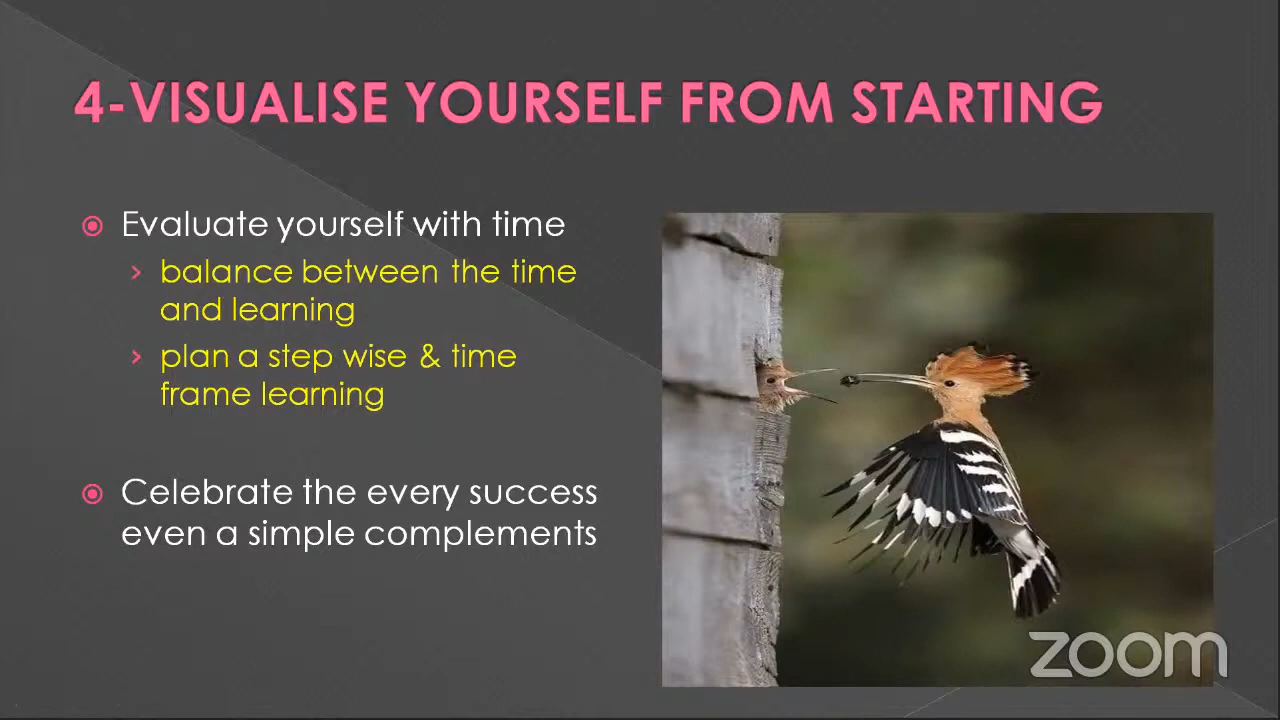 4-VISUALISE YOURSELF FROM STARTING
Evaluate yourself with time
balance between the time
and learning
plan a step wise & time
frame learning
Celebrate the every success
even a simple complements
zoom